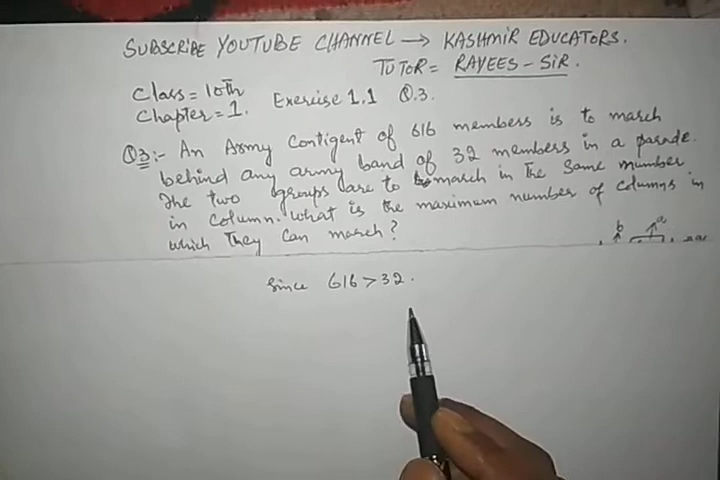 SUBSCRIBE YOUTUBE CHANNEL → KASHMIR EDUCATORS.
TUTOR = RAYEES - SIR.
Class = 10th
Chapter = 1. Exercise 1.1 Q.3.
Q3:- An Army Contigent of 616 members is to march
behind any army band of 32 members in a parade.
The two groups are to march in the same number
in column. What is the maximum number of columns in
which they can march?
b a
Since 616 > 32.